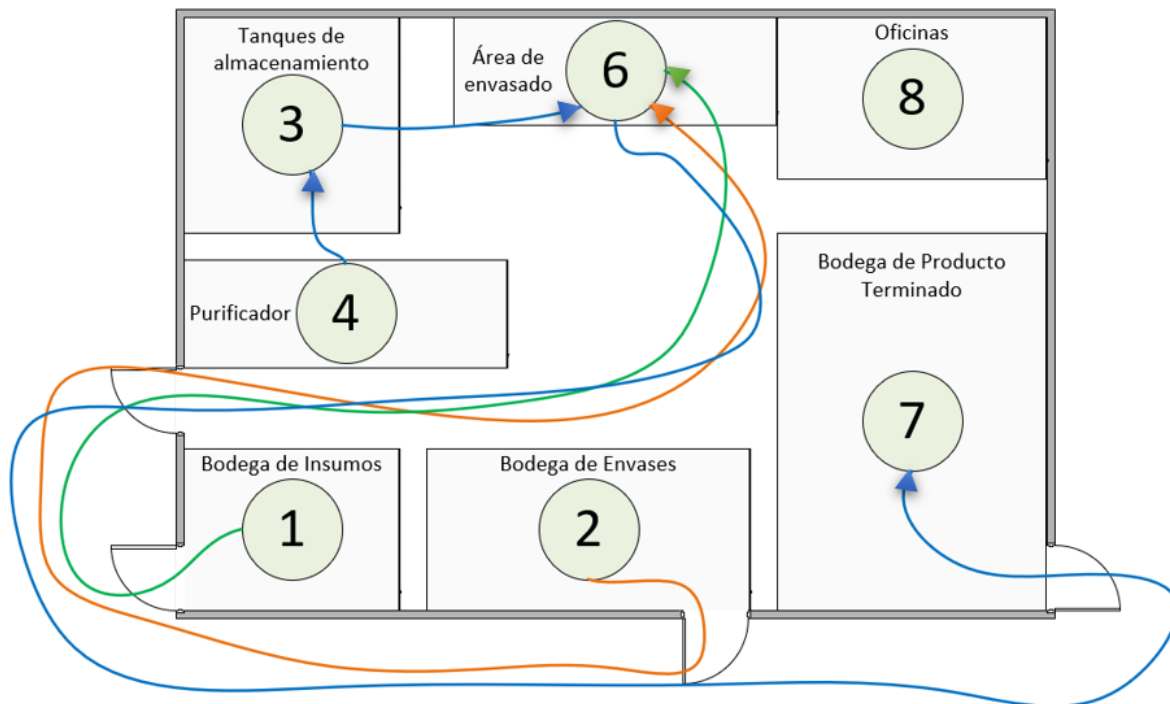 Tanques de
almacenamiento
3
Área de
envasado
6
Oficinas
8
Purificador
4
Bodega de Producto
Terminado
7
Bodega de Insumos
1
Bodega de Envases
2